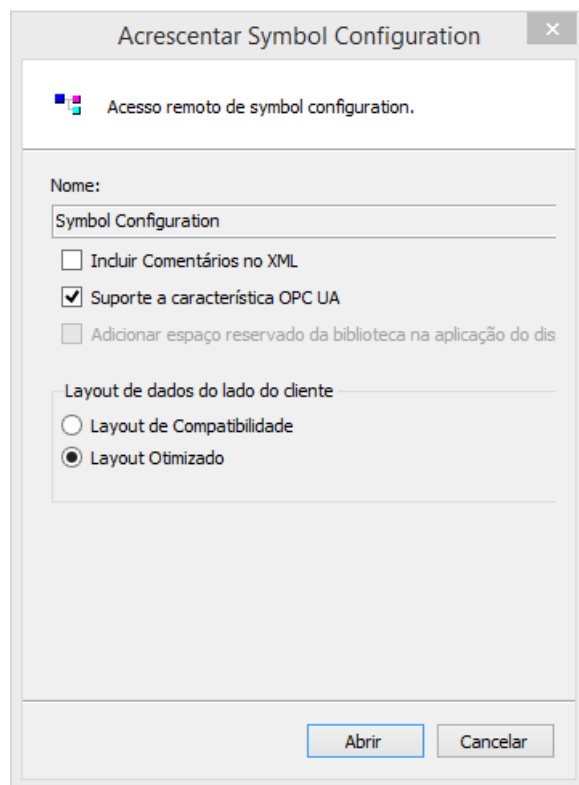 Acrescentar Symbol Configuration
Acesso remoto de symbol configuration.
Nome:
Symbol Configuration
Incluir Comentários no XML
Suporte a característica OPC UA
Adicionar espaço reservado da biblioteca na aplicação do dis
Layout de dados do lado do cliente
Layout de Compatibilidade
Layout Otimizado
Abrir
Cancelar